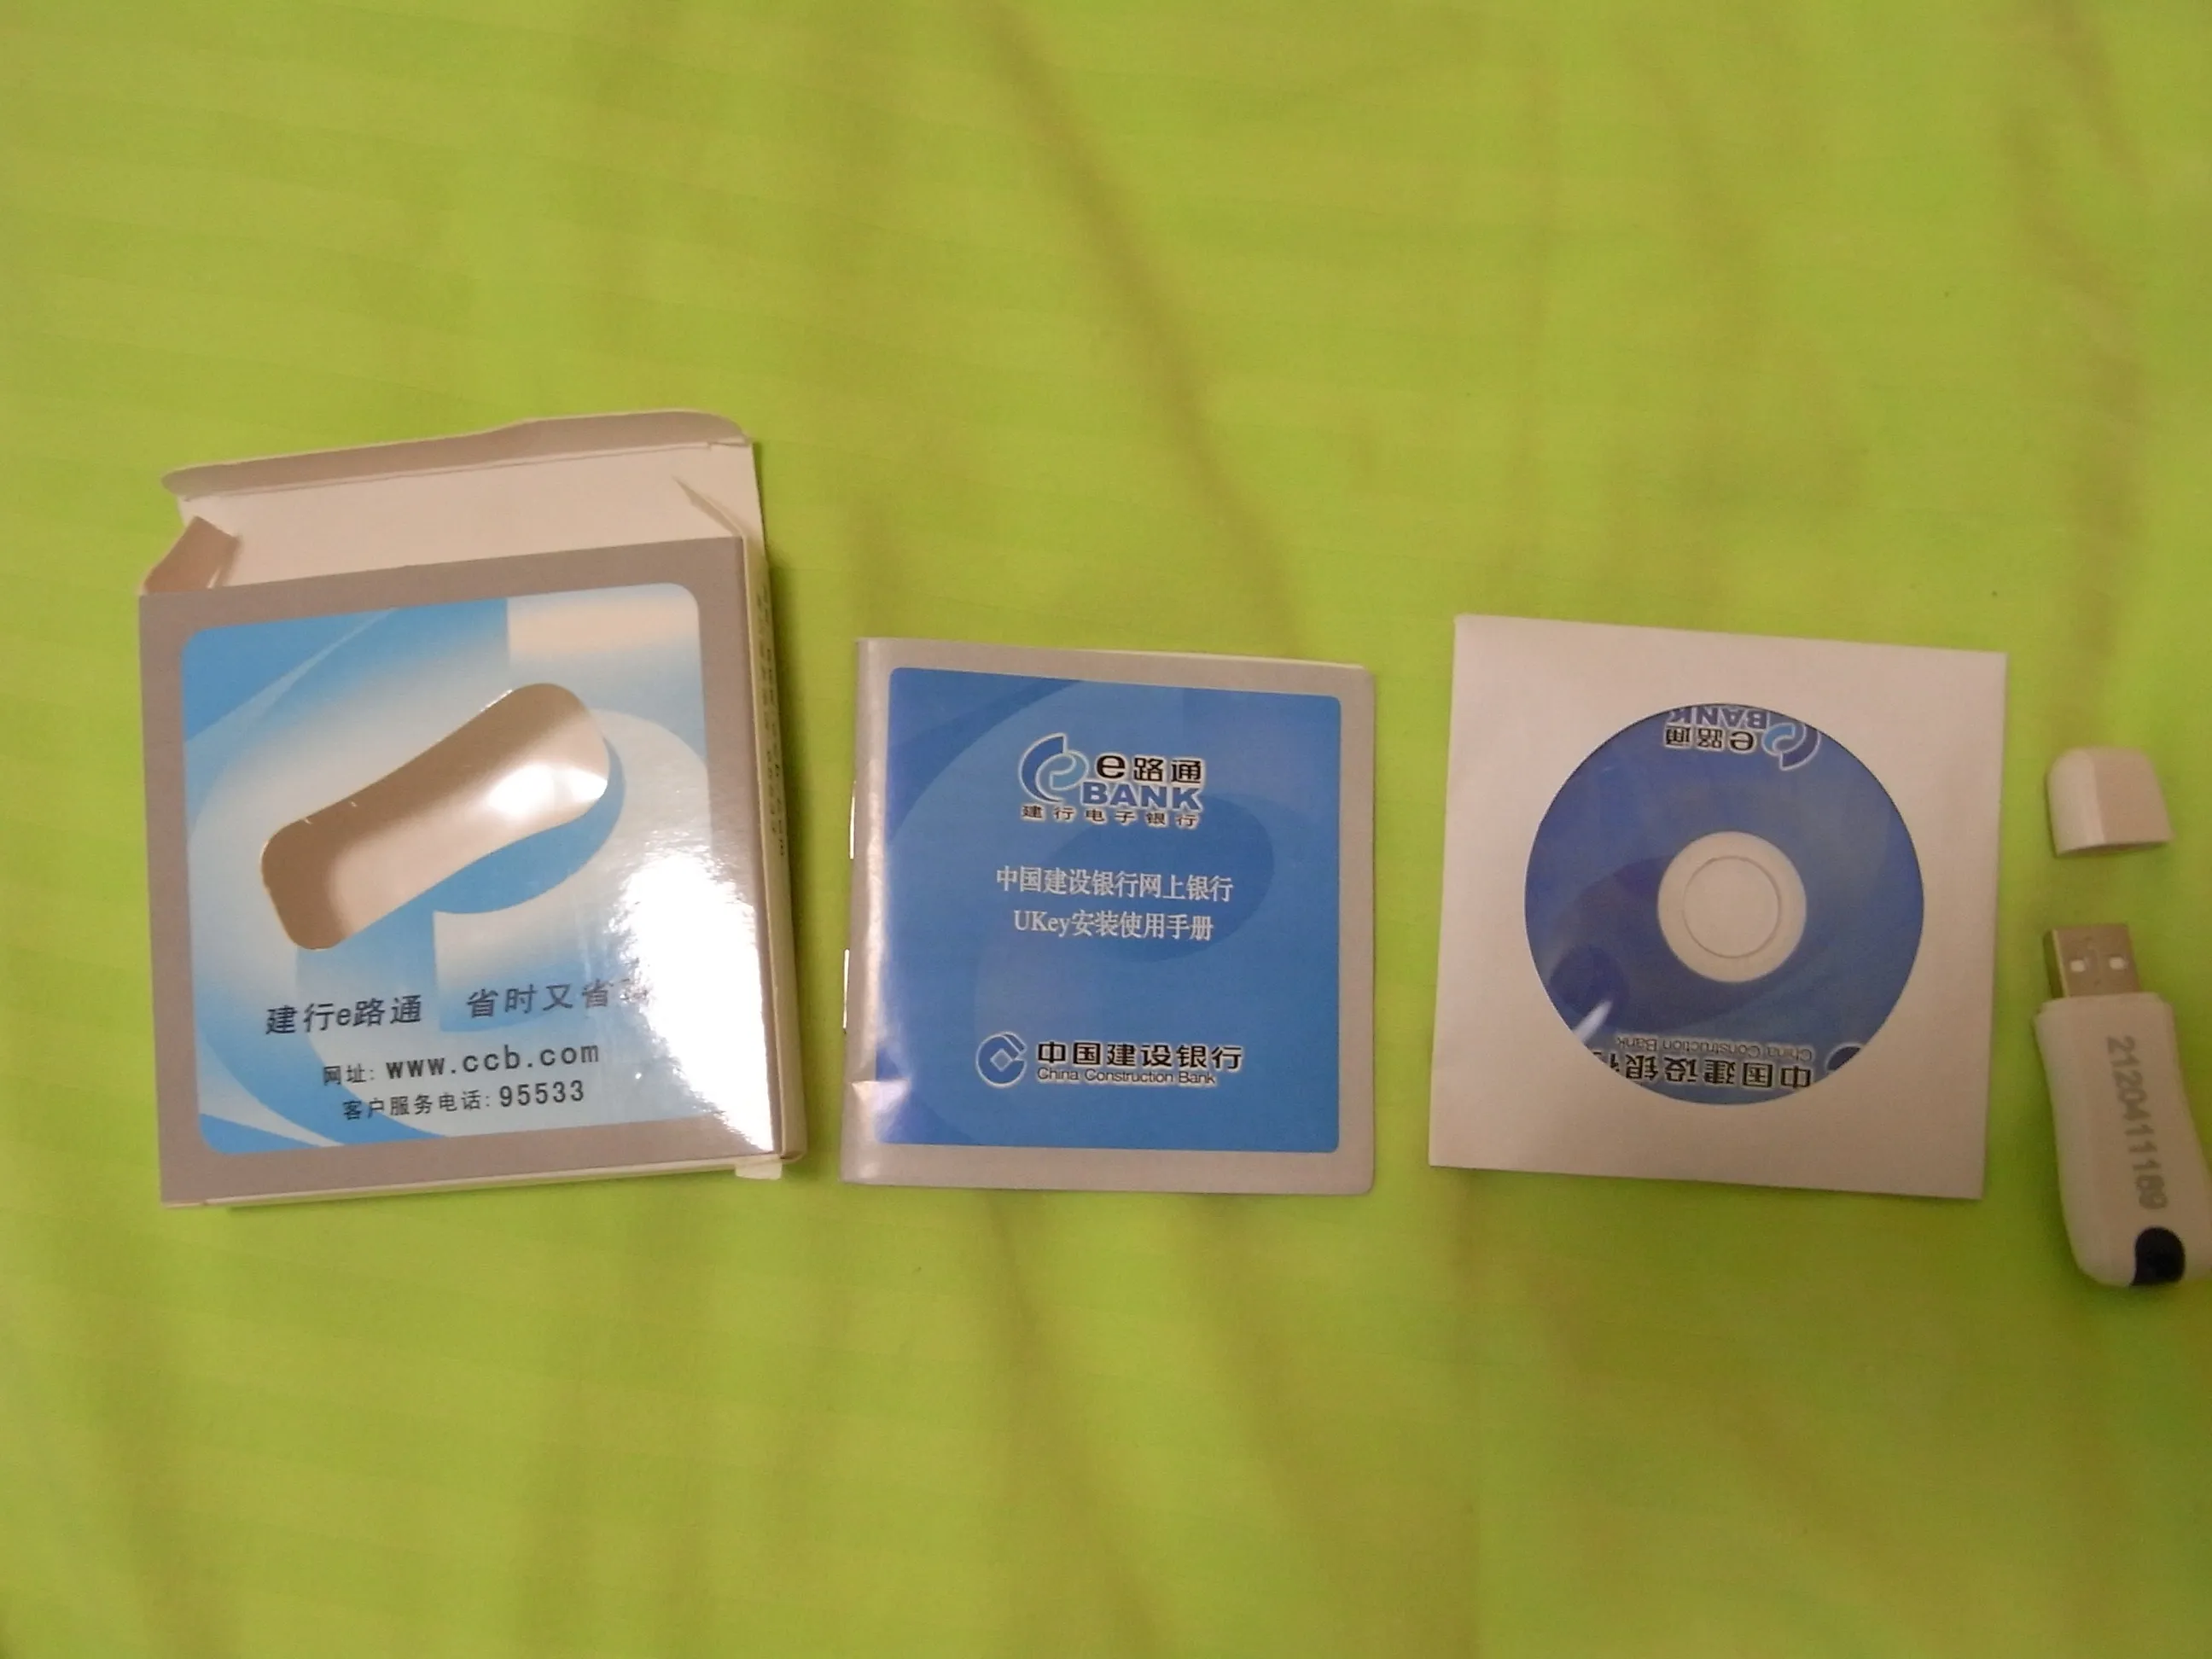 建行e路通 省时又省
网址: www.ccb.com
客户服务电话: 95533
e路通
BANK
建行电子银行
中国建设银行网上银行
UKey安装使用手册
中国建设银行
China Construction Bank
e路通
BANK
中国建设银行
China Construction Bank